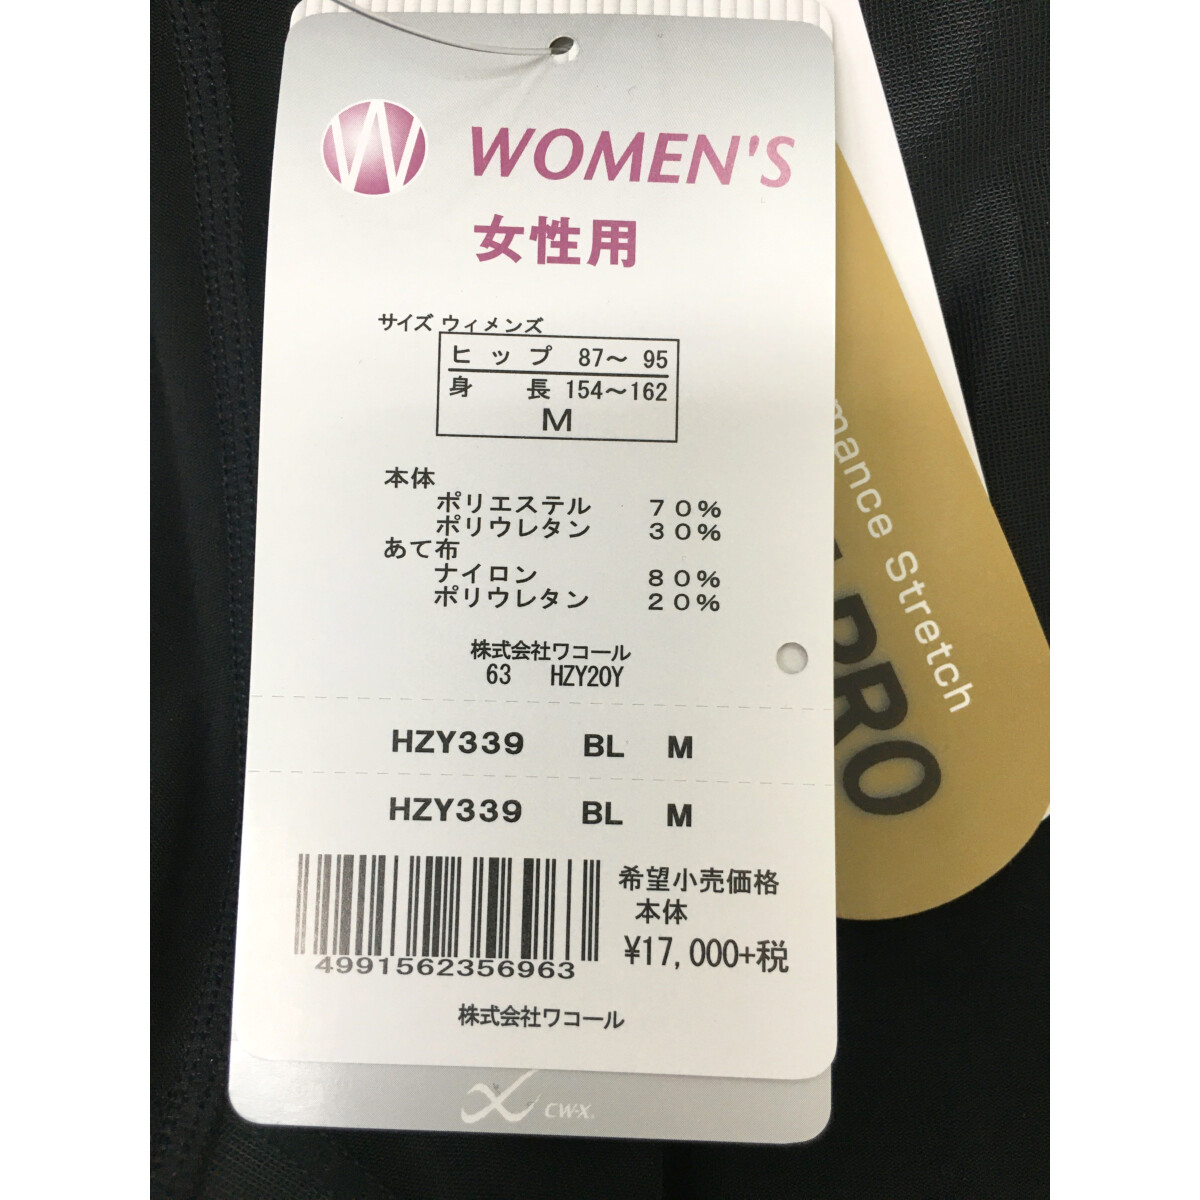 W WOMEN'S
女性用
サイズ ウィメンズ
ヒップ 87～ 95
身 長 154～162
M
本体
ポリエステル 70%
ポリウレタン 30%
あて布
ナイロン 80%
ポリウレタン 20%
株式会社ワコール
63 HZY20Y
HZY339 BL M
HZY339 BL M
希望小売価格
本体
¥17,000+税
4991562356963
株式会社ワコール
CW-X®
mance Stretch
PRO